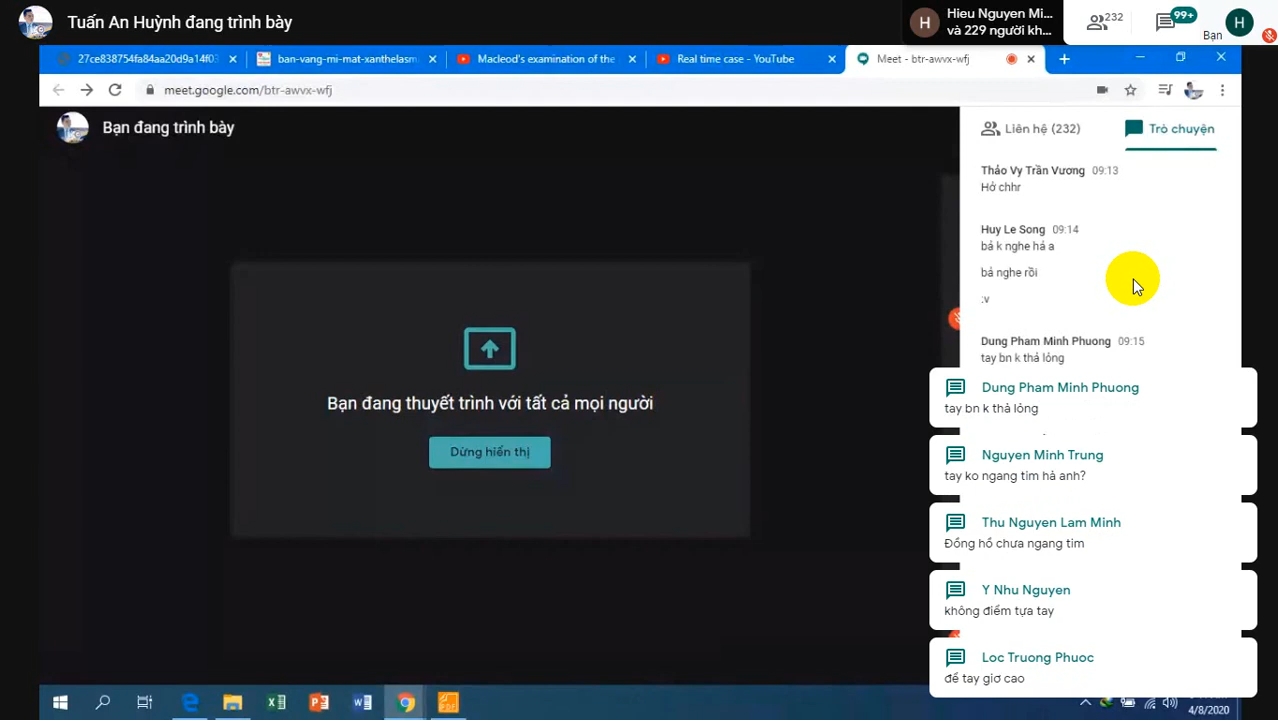 Tuấn An Huỳnh đang trình bày
Hieu Nguyen Mi...
và 229 người kh...
232
99+
Bạn
27ce838754fa84aa20d9a14f03
ban-vang-mi-mat-xanthelasm
Macleod's examination of the
Real time case - YouTube
Meet - btr-awvx-wfj
meet.google.com/btr-awvx-wfj
Bạn đang trình bày
Liên hệ (232)
Trò chuyện
Thảo Vy Trần Vương 09:13
Hở chhr
Huy Le Song 09:14
bả k nghe há a
bả nghe rồi
:v
Dung Pham Minh Phuong 09:15
tay bn k thả lỏng
Bạn đang thuyết trình với tất cả mọi người
Dừng hiển thị
Dung Pham Minh Phuong
tay bn k thả lỏng
Nguyen Minh Trung
tay ko ngang tim hả anh?
Thu Nguyen Lam Minh
Đồng hồ chưa ngang tim
Y Nhu Nguyen
không điểm tựa tay
Loc Truong Phuoc
để tay giơ cao
4/8/2020